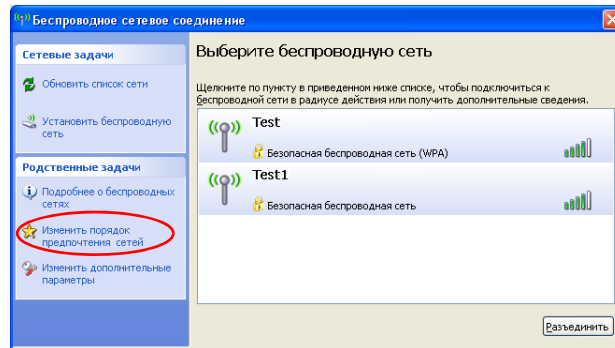 Беспроводное сетевое соединение
Сетевые задачи
Обновить список сети
Установить беспроводную
сеть
Родственные задачи
Подробнее о беспроводных
сетях
Изменить порядок
предпочтения сетей
Изменить дополнительные
параметры
Выберите беспроводную сеть
Щелкните по пункту в приведенном ниже списке, чтобы подключиться к
беспроводной сети в радиусе действия или получить дополнительные сведения.
Test
Безопасная беспроводная сеть (WPA)
Test1
Безопасная беспроводная сеть
Разъединить